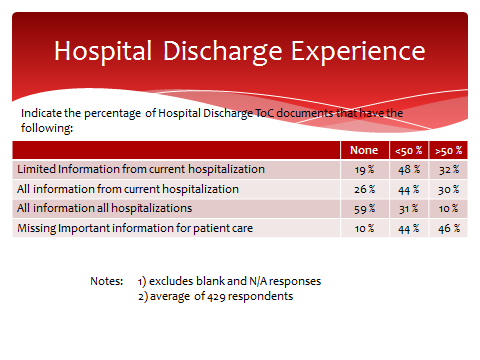 Hospital Discharge Experience
Indicate the percentage of Hospital Discharge ToC documents that have the
following:
None <50 % >50 %
Limited Information from current hospitalization 19 % 48 % 32 %
All information from current hospitalization 26 % 44 % 30 %
All information all hospitalizations 59 % 31 % 10 %
Missing Important information for patient care 10 % 44 % 46 %
Notes: 1) excludes blank and N/A responses
2) average of 429 respondents